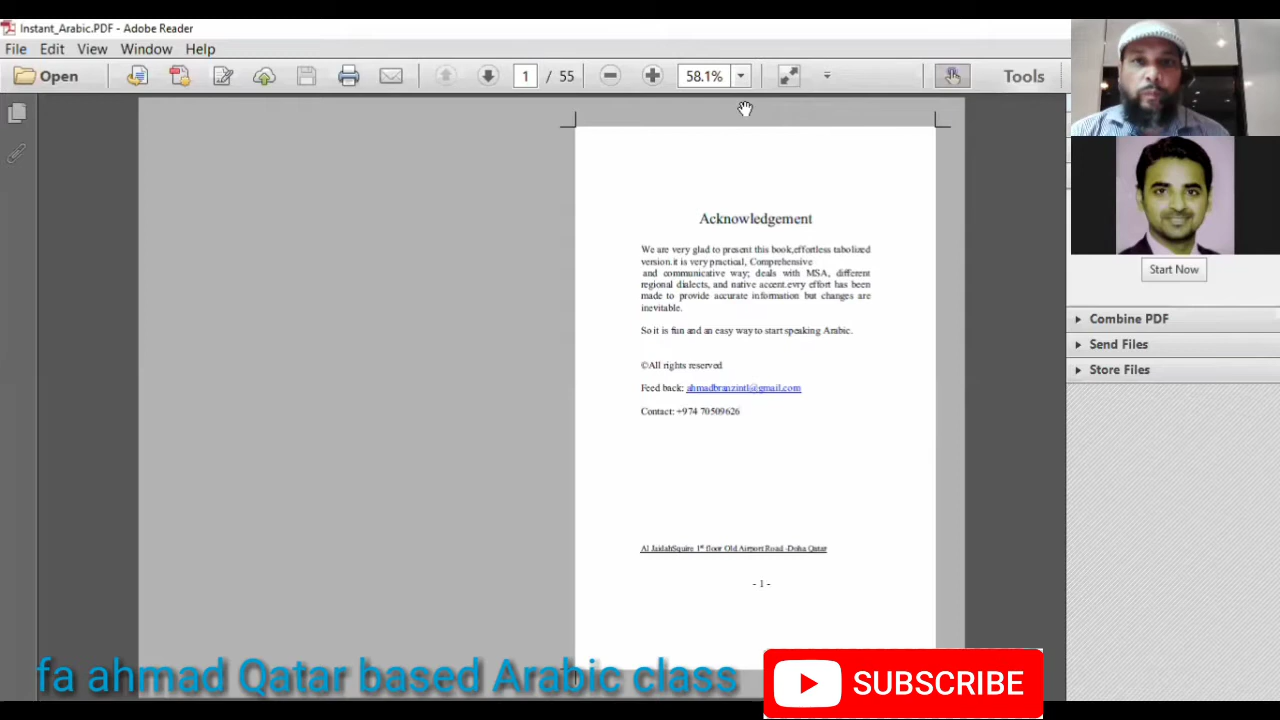 Instant_Arabic.PDF - Adobe Reader
File Edit View Window Help
Open 1 / 55 58.1% Tools
Acknowledgement
We are very glad to present this book,effortless tabolized
version.it is very practical, Comprehensive
and communicative way; deals with MSA, different
regional dialects, and native accent.evry effort has been
made to provide accurate information but changes are
inevitable.
So it is fun and an easy way to start speaking Arabic.
©All rights reserved
Feed back: ahmadbranzintl@gmail.com
Contact: +974 70509626
Al JaidahSquire 1st floor Old Airport Road -Doha Qatar
- 1 -
Start Now
Combine PDF
Send Files
Store Files
fa ahmad Qatar based Arabic class
SUBSCRIBE